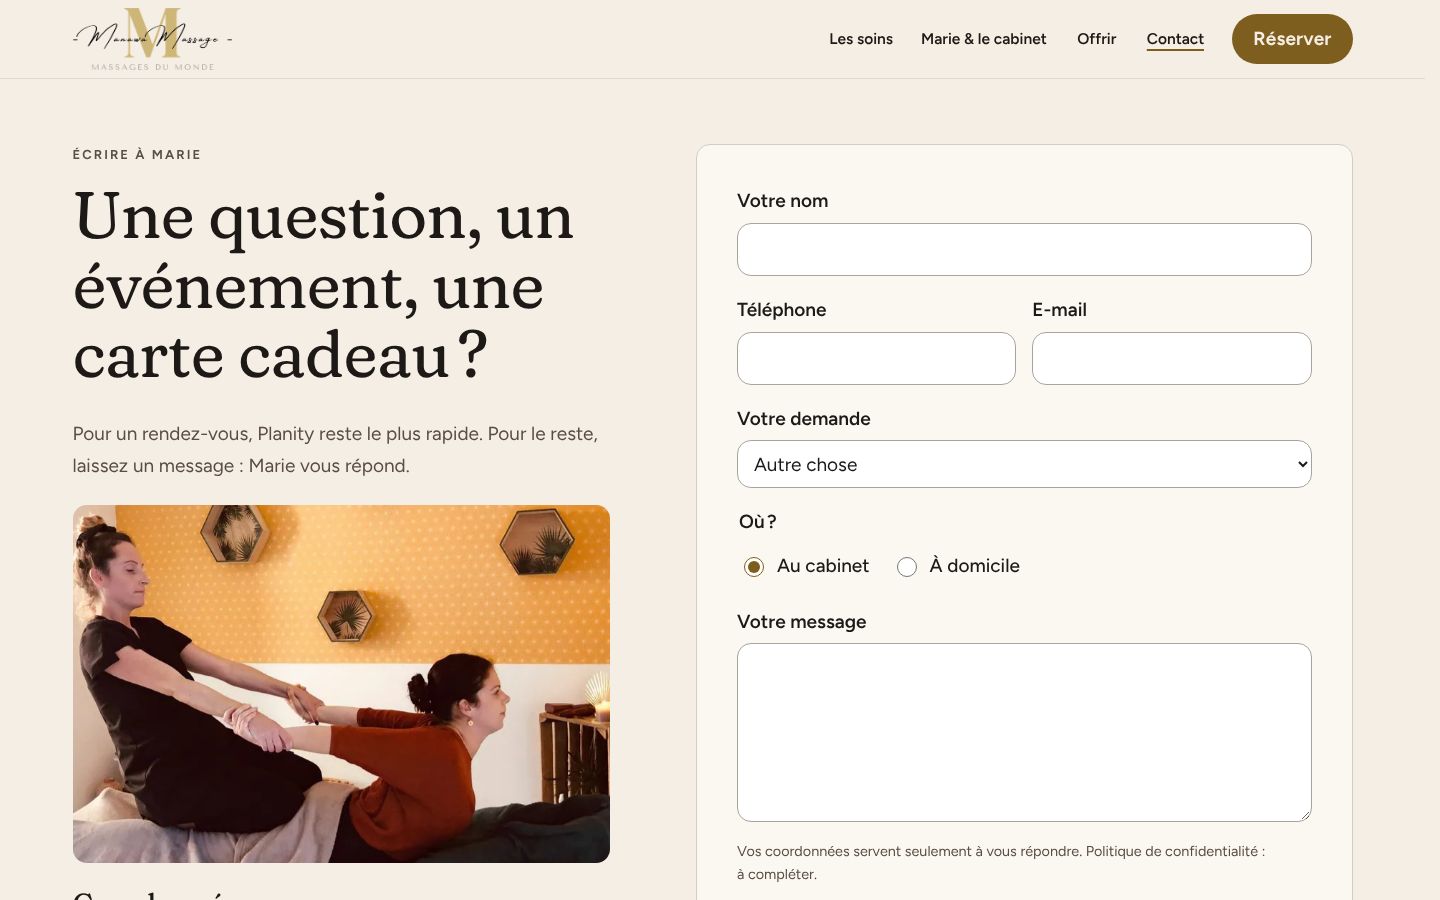 M
- Manawa Massage -
MASSAGES DU MONDE
Les soins
Marie & le cabinet
Offrir
Contact
Réserver
ÉCRIRE À MARIE
Une question, un
événement, une
carte cadeau ?
Pour un rendez-vous, Planity reste le plus rapide. Pour le reste,
laissez un message : Marie vous répond.
Votre nom
Téléphone
E-mail
Votre demande
Autre chose
Où ?
Au cabinet
À domicile
Votre message
Vos coordonnées servent seulement à vous répondre. Politique de confidentialité :
à compléter.